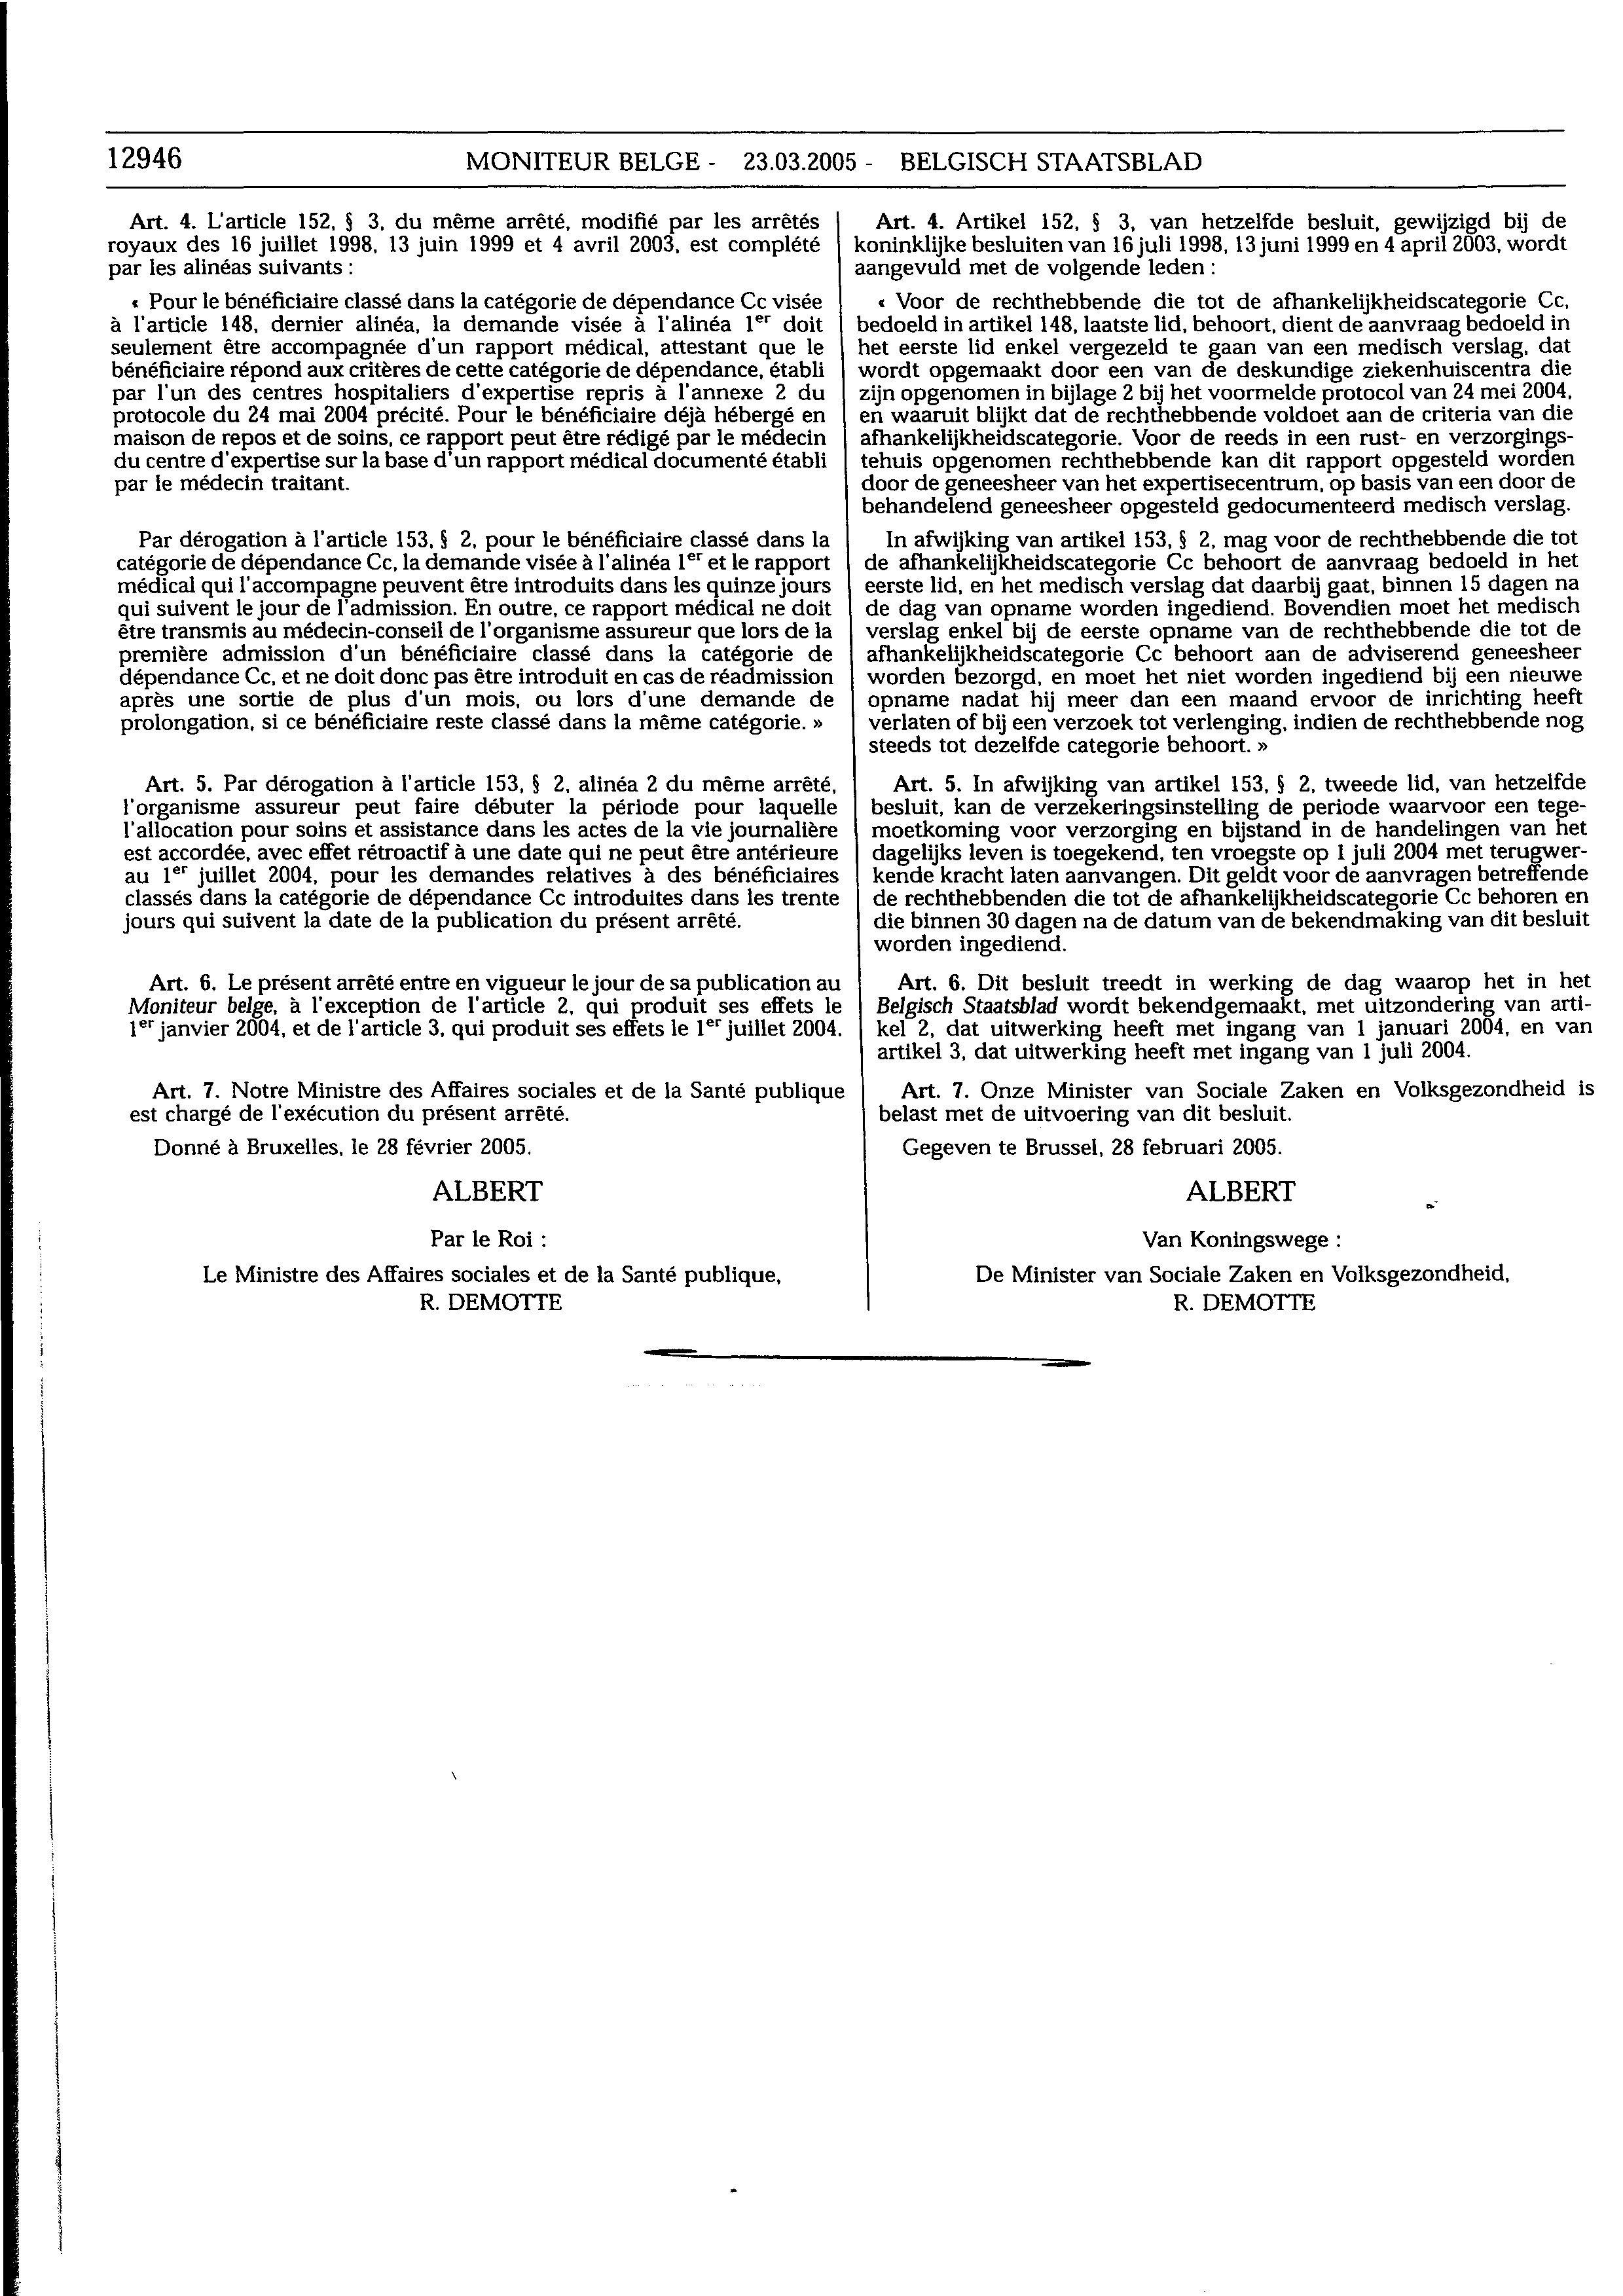 12946 MONITEUR BELGE - 23.03.2005 - BELGISCH STAATSBLAD
Art. 4. L'article 152, § 3, du même arrêté, modifié par les arrêtés
royaux des 16 juillet 1998, 13 juin 1999 et 4 avril 2003, est complété
par les alinéas suivants :
« Pour le bénéficiaire classé dans la catégorie de dépendance Cc visée
à l'article 148, dernier alinéa, la demande visée à l'alinéa 1er doit
seulement être accompagnée d'un rapport médical, attestant que le
bénéficiaire répond aux critères de cette catégorie de dépendance, établi
par l'un des centres hospitaliers d'expertise repris à l'annexe 2 du
protocole du 24 mai 2004 précité. Pour le bénéficiaire déjà hébergé en
maison de repos et de soins, ce rapport peut être rédigé par le médecin
du centre d'expertise sur la base d'un rapport médical documenté établi
par le médecin traitant.
Par dérogation à l'article 153, § 2, pour le bénéficiaire classé dans la
catégorie de dépendance Cc, la demande visée à l'alinéa 1er et le rapport
médical qui l'accompagne peuvent être introduits dans les quinze jours
qui suivent le jour de l'admission. En outre, ce rapport médical ne doit
être transmis au médecin-conseil de l'organisme assureur que lors de la
première admission d'un bénéficiaire classé dans la catégorie de
dépendance Cc, et ne doit donc pas être introduit en cas de réadmission
après une sortie de plus d'un mois, ou lors d'une demande de
prolongation, si ce bénéficiaire reste classé dans la même catégorie. »
Art. 5. Par dérogation à l'article 153, § 2, alinéa 2 du même arrêté,
l'organisme assureur peut faire débuter la période pour laquelle
l'allocation pour soins et assistance dans les actes de la vie journalière
est accordée, avec effet rétroactif à une date qui ne peut être antérieure
au 1er juillet 2004, pour les demandes relatives à des bénéficiaires
classés dans la catégorie de dépendance Cc introduites dans les trente
jours qui suivent la date de la publication du présent arrêté.
Art. 6. Le présent arrêté entre en vigueur le jour de sa publication au
Moniteur belge, à l'exception de l'article 2, qui produit ses effets le
1er janvier 2004, et de l'article 3, qui produit ses effets le 1er juillet 2004.
Art. 7. Notre Ministre des Affaires sociales et de la Santé publique
est chargé de l'exécution du présent arrêté.
Donné à Bruxelles, le 28 février 2005.
ALBERT
Par le Roi :
Le Ministre des Affaires sociales et de la Santé publique,
R. DEMOTTE
Art. 4. Artikel 152, § 3, van hetzelfde besluit, gewijzigd bij de
koninklijke besluiten van 16 juli 1998, 13 juni 1999 en 4 april 2003, wordt
aangevuld met de volgende leden :
« Voor de rechthebbende die tot de afhankelijkheidscategorie Cc,
bedoeld in artikel 148, laatste lid, behoort, dient de aanvraag bedoeld in
het eerste lid enkel vergezeld te gaan van een medisch verslag, dat
wordt opgemaakt door een van de deskundige ziekenhuiscentra die
zijn opgenomen in bijlage 2 bij het voormelde protocol van 24 mei 2004,
en waaruit blijkt dat de rechthebbende voldoet aan de criteria van die
afhankelijkheidscategorie. Voor de reeds in een rust- en verzorgings-
tehuis opgenomen rechthebbende kan dit rapport opgesteld worden
door de geneesheer van het expertisecentrum, op basis van een door de
behandelend geneesheer opgesteld gedocumenteerd medisch verslag.
In afwijking van artikel 153, § 2, mag voor de rechthebbende die tot
de afhankelijkheidscategorie Cc behoort de aanvraag bedoeld in het
eerste lid, en het medisch verslag dat daarbij gaat, binnen 15 dagen na
de dag van opname worden ingediend. Bovendien moet het medisch
verslag enkel bij de eerste opname van de rechthebbende die tot de
afhankelijkheidscategorie Cc behoort aan de adviserend geneesheer
worden bezorgd, en moet het niet worden ingediend bij een nieuwe
opname nadat hij meer dan een maand ervoor de inrichting heeft
verlaten of bij een verzoek tot verlenging, indien de rechthebbende nog
steeds tot dezelfde categorie behoort. »
Art. 5. In afwijking van artikel 153, § 2, tweede lid, van hetzelfde
besluit, kan de verzekeringsinstelling de periode waarvoor een tege-
moetkoming voor verzorging en bijstand in de handelingen van het
dagelijks leven is toegekend, ten vroegste op 1 juli 2004 met terugwer-
kende kracht laten aanvangen. Dit geldt voor de aanvragen betreffende
de rechthebbenden die tot de afhankelijkheidscategorie Cc behoren en
die binnen 30 dagen na de datum van de bekendmaking van dit besluit
worden ingediend.
Art. 6. Dit besluit treedt in werking de dag waarop het in het
Belgisch Staatsblad wordt bekendgemaakt, met uitzondering van arti-
kel 2, dat uitwerking heeft met ingang van 1 januari 2004, en van
artikel 3, dat uitwerking heeft met ingang van 1 juli 2004.
Art. 7. Onze Minister van Sociale Zaken en Volksgezondheid is
belast met de uitvoering van dit besluit.
Gegeven te Brussel, 28 februari 2005.
ALBERT
Van Koningswege :
De Minister van Sociale Zaken en Volksgezondheid,
R. DEMOTTE